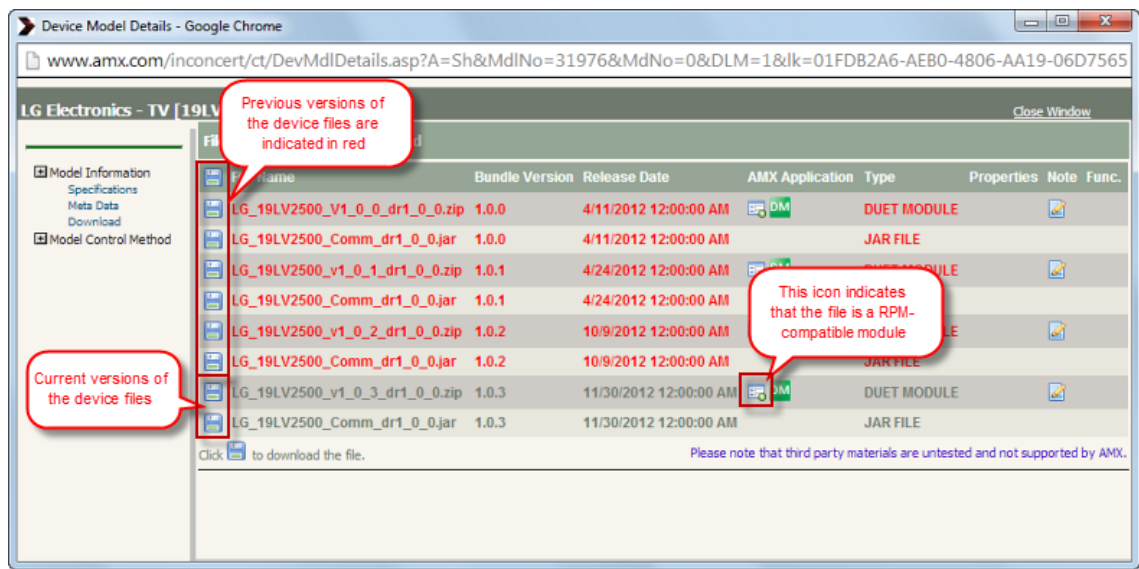 Device Model Details - Google Chrome
www.amx.com/inconcert/ct/DevMdlDetails.asp?A=Sh&MdlNo=31976&MdNo=0&DLM=1&lk=01FDB2A6-AEB0-4806-AA19-06D7565
LG Electronics - TV [19LV
Close Window
Previous versions of
the device files are
indicated in red
Model Information
Specifications
Meta Data
Download
Model Control Method
Name Bundle Version Release Date AMX Application Type Properties Note Func.
LG_19LV2500_V1_0_0_dr1_0_0.zip 1.0.0 4/11/2012 12:00:00 AM DM DUET MODULE
LG_19LV2500_Comm_dr1_0_0.jar 1.0.0 4/11/2012 12:00:00 AM JAR FILE
LG_19LV2500_v1_0_1_dr1_0_0.zip 1.0.1 4/24/2012 12:00:00 AM DM DUET MODULE
LG_19LV2500_Comm_dr1_0_0.jar 1.0.1 4/24/2012 12:00:00 AM
This icon indicates
that the file is a RPM-
compatible module
LG_19LV2500_v1_0_2_dr1_0_0.zip 1.0.2 10/9/2012 12:00:00 AM LE
LG_19LV2500_Comm_dr1_0_0.jar 1.0.2 10/9/2012 12:00:00 AM JAR FILE
Current versions of
the device files
LG_19LV2500_v1_0_3_dr1_0_0.zip 1.0.3 11/30/2012 12:00:00 AM DM DUET MODULE
LG_19LV2500_Comm_dr1_0_0.jar 1.0.3 11/30/2012 12:00:00 AM JAR FILE
Click to download the file.
Please note that third party materials are untested and not supported by AMX.